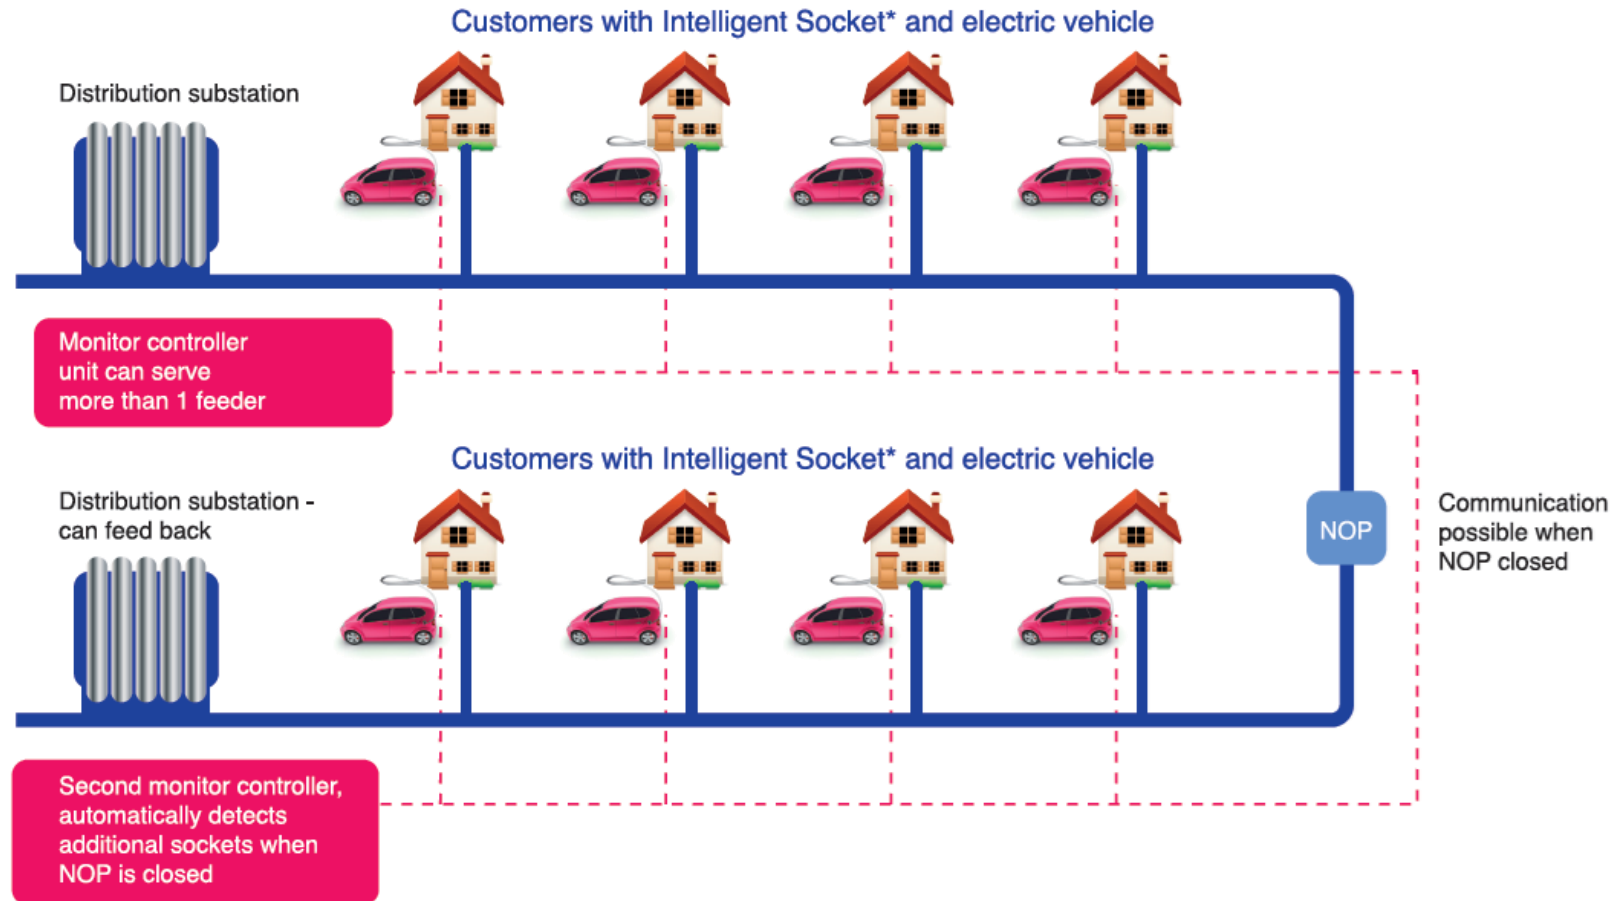 Customers with Intelligent Socket* and electric vehicle
Distribution substation
Monitor controller
unit can serve
more than 1 feeder
Customers with Intelligent Socket* and electric vehicle
Distribution substation -
can feed back
NOP
Communication
possible when
NOP closed
Second monitor controller,
automatically detects
additional sockets when
NOP is closed